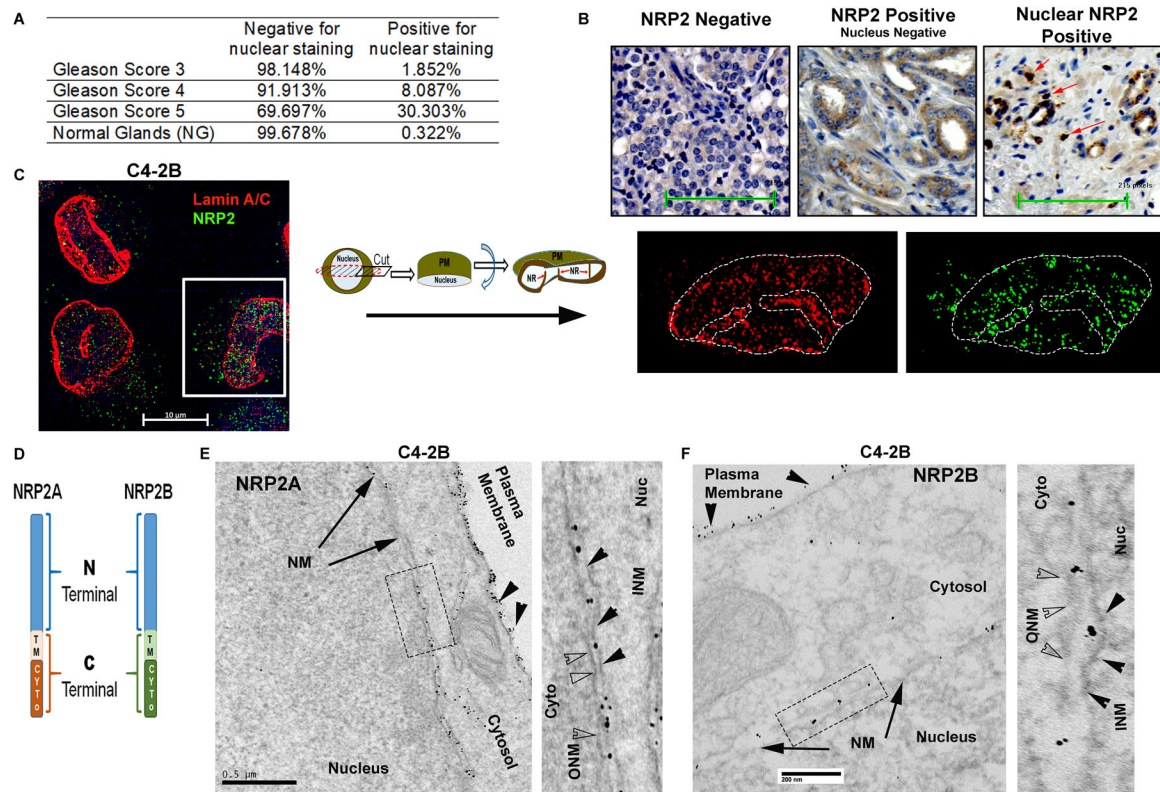 A
Negative for nuclear staining
Positive for nuclear staining
Gleason Score 3 98.148% 1.852%
Gleason Score 4 91.913% 8.087%
Gleason Score 5 69.697% 30.303%
Normal Glands (NG) 99.678% 0.322%
B
NRP2 Negative
NRP2 Positive
Nucleus Negative
Nuclear NRP2
Positive
215 pixels
C
C4-2B
Lamin A/C
NRP2
10 µm
Nucleus
Cut
PM
Nucleus
PM
NR
NR
D
NRP2A
NRP2B
N
Terminal
C
Terminal
TM
CYTo
TM
CYTo
E
C4-2B
NRP2A
Plasma
Membrane
NM
Cytosol
Nucleus
0.5 µm
Nuc
INM
Cyto
ONM
F
C4-2B
NRP2B
Plasma
Membrane
Cytosol
NM
Nucleus
200 nm
Cyto
Nuc
ONM
INM